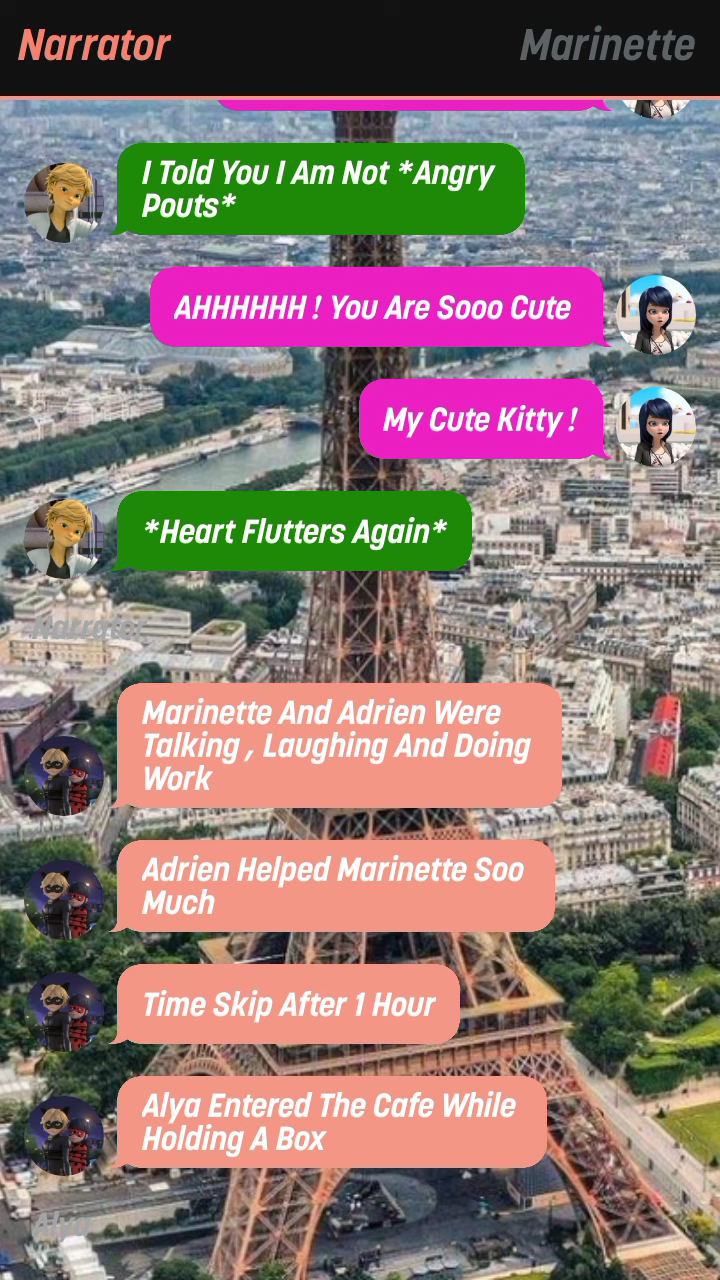 Narrator Marinette
I Told You I Am Not *Angry
Pouts*
AHHHHHH ! You Are Sooo Cute
My Cute Kitty !
*Heart Flutters Again*
Narrator
Marinette And Adrien Were
Talking , Laughing And Doing
Work
Adrien Helped Marinette Soo
Much
Time Skip After 1 Hour
Alya Entered The Cafe While
Holding A Box
Alya